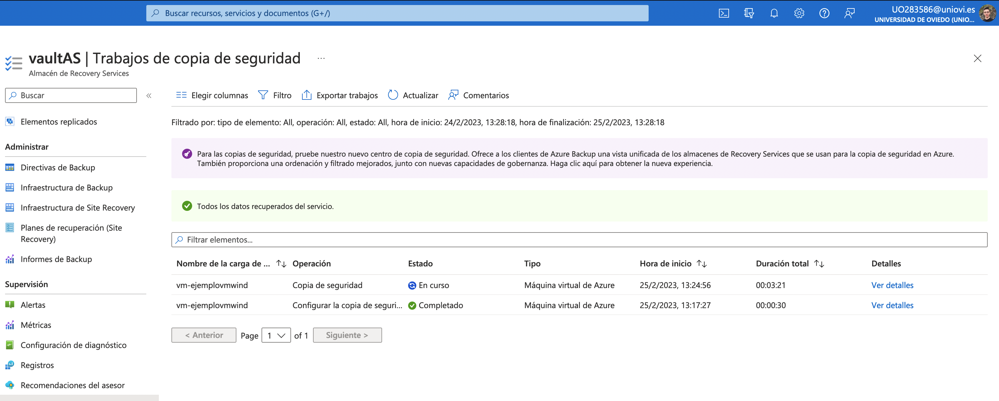 Buscar recursos, servicios y documentos (G+/)
UO283586@uniovi.es
UNIVERSIDAD DE OVIEDO (UNIO...
vaultAS | Trabajos de copia de seguridad ...
Almacén de Recovery Services
Buscar
«
Elementos replicados
Administrar
Directivas de Backup
Infraestructura de Backup
Infraestructura de Site Recovery
Planes de recuperación (Site
Recovery)
Informes de Backup
Supervisión
Alertas
Métricas
Configuración de diagnóstico
Registros
Recomendaciones del asesor
Elegir columnas Filtro Exportar trabajos Actualizar Comentarios
Filtrado por: tipo de elemento: All, operación: All, estado: All, hora de inicio: 24/2/2023, 13:28:18, hora de finalización: 25/2/2023, 13:28:18
Para las copias de seguridad, pruebe nuestro nuevo centro de copia de seguridad. Ofrece a los clientes de Azure Backup una vista unificada de los almacenes de Recovery Services que se usan para la copia de seguridad en Azure.
También proporciona una ordenación y filtrado mejorados, junto con nuevas capacidades de gobernanza. Haga clic aquí para obtener la nueva experiencia.
Todos los datos recuperados del servicio.
Filtrar elementos...
Nombre de la carga de ... ↑↓ Operación Estado Tipo Hora de inicio ↑↓ Duración total ↑↓ Detalles
vm-ejemplovmwind Copia de seguridad En curso Máquina virtual de Azure 25/2/2023, 13:24:56 00:03:21 Ver detalles
vm-ejemplovmwind Configurar la copia de seguri... Completado Máquina virtual de Azure 25/2/2023, 13:17:27 00:00:30 Ver detalles
< Anterior Page 1 of 1 Siguiente >